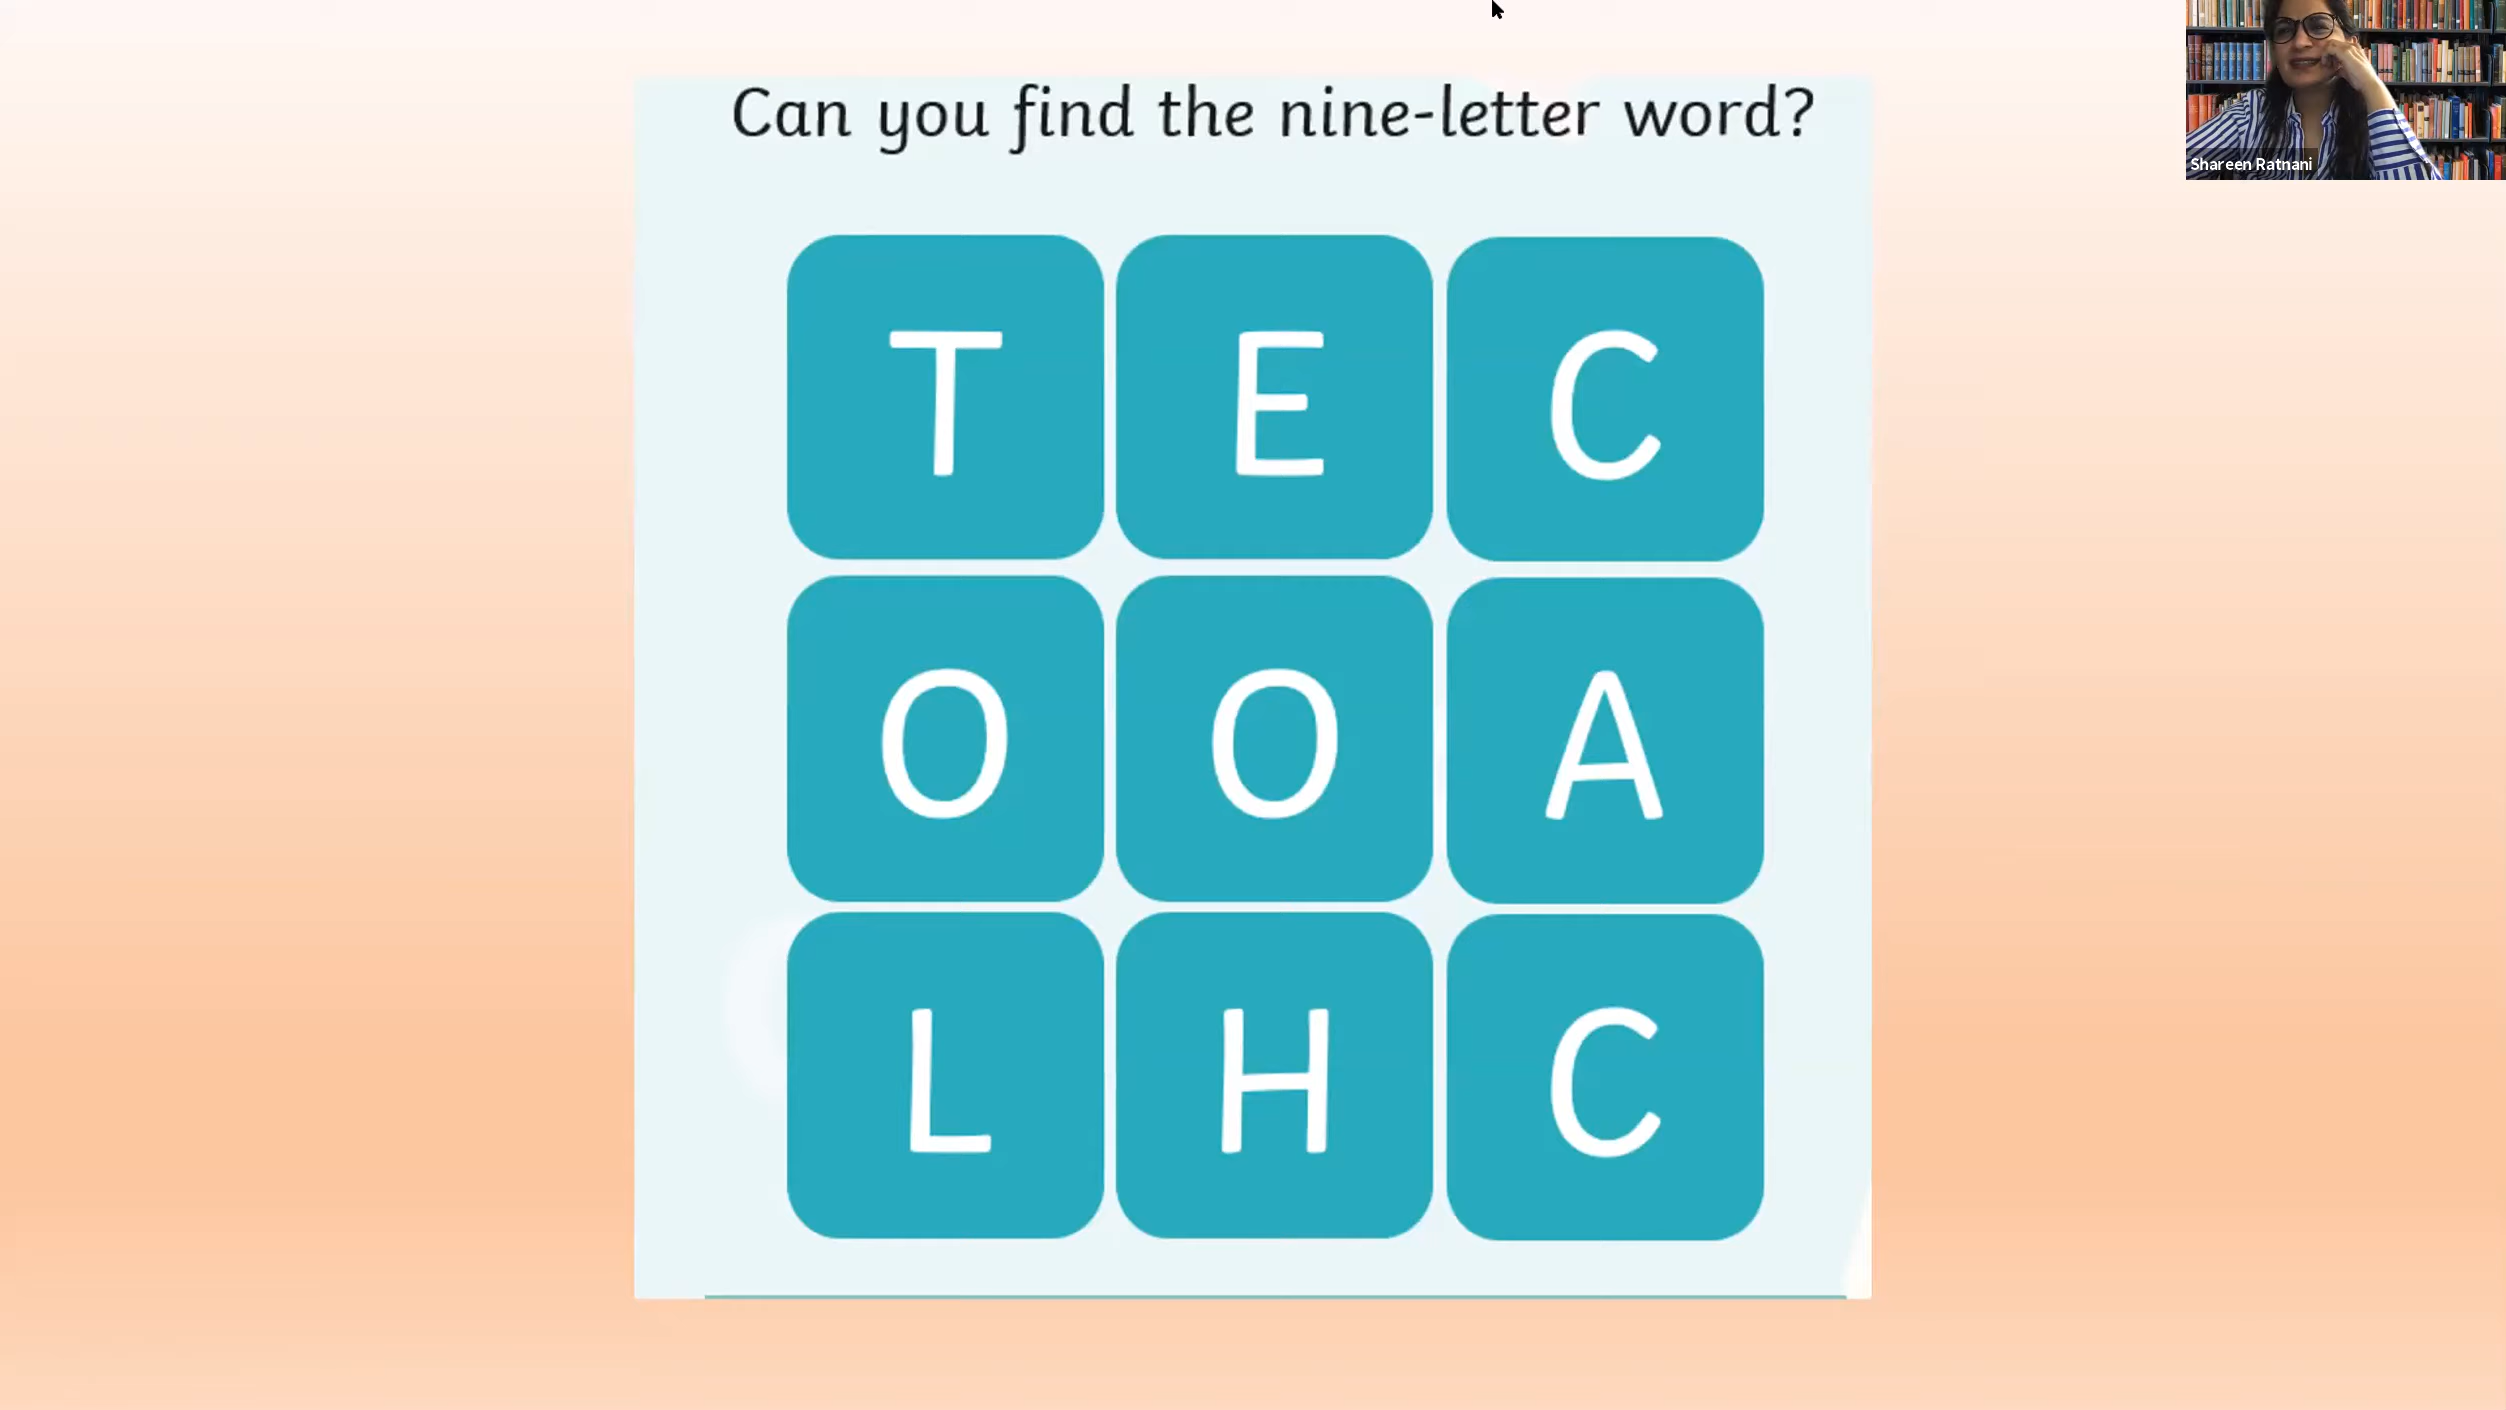 Can you find the nine-letter word?
Shareen Ratnani
T E C
O O A
L H C